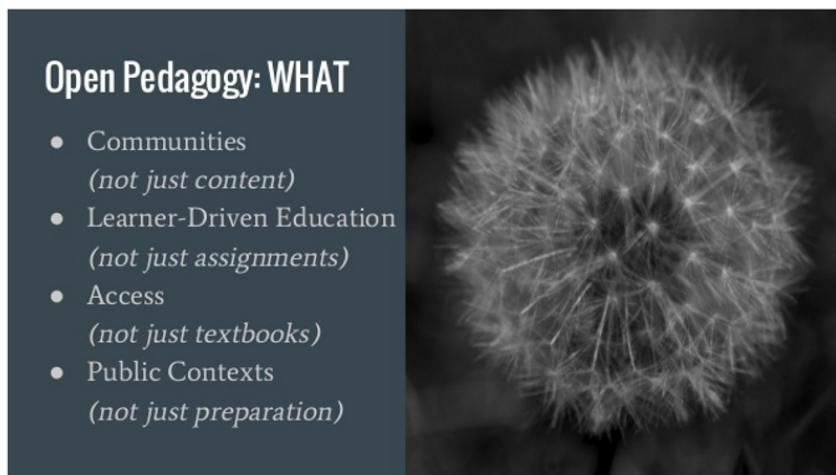 Open Pedagogy: WHAT
● Communities
(not just content)
● Learner-Driven Education
(not just assignments)
● Access
(not just textbooks)
● Public Contexts
(not just preparation)